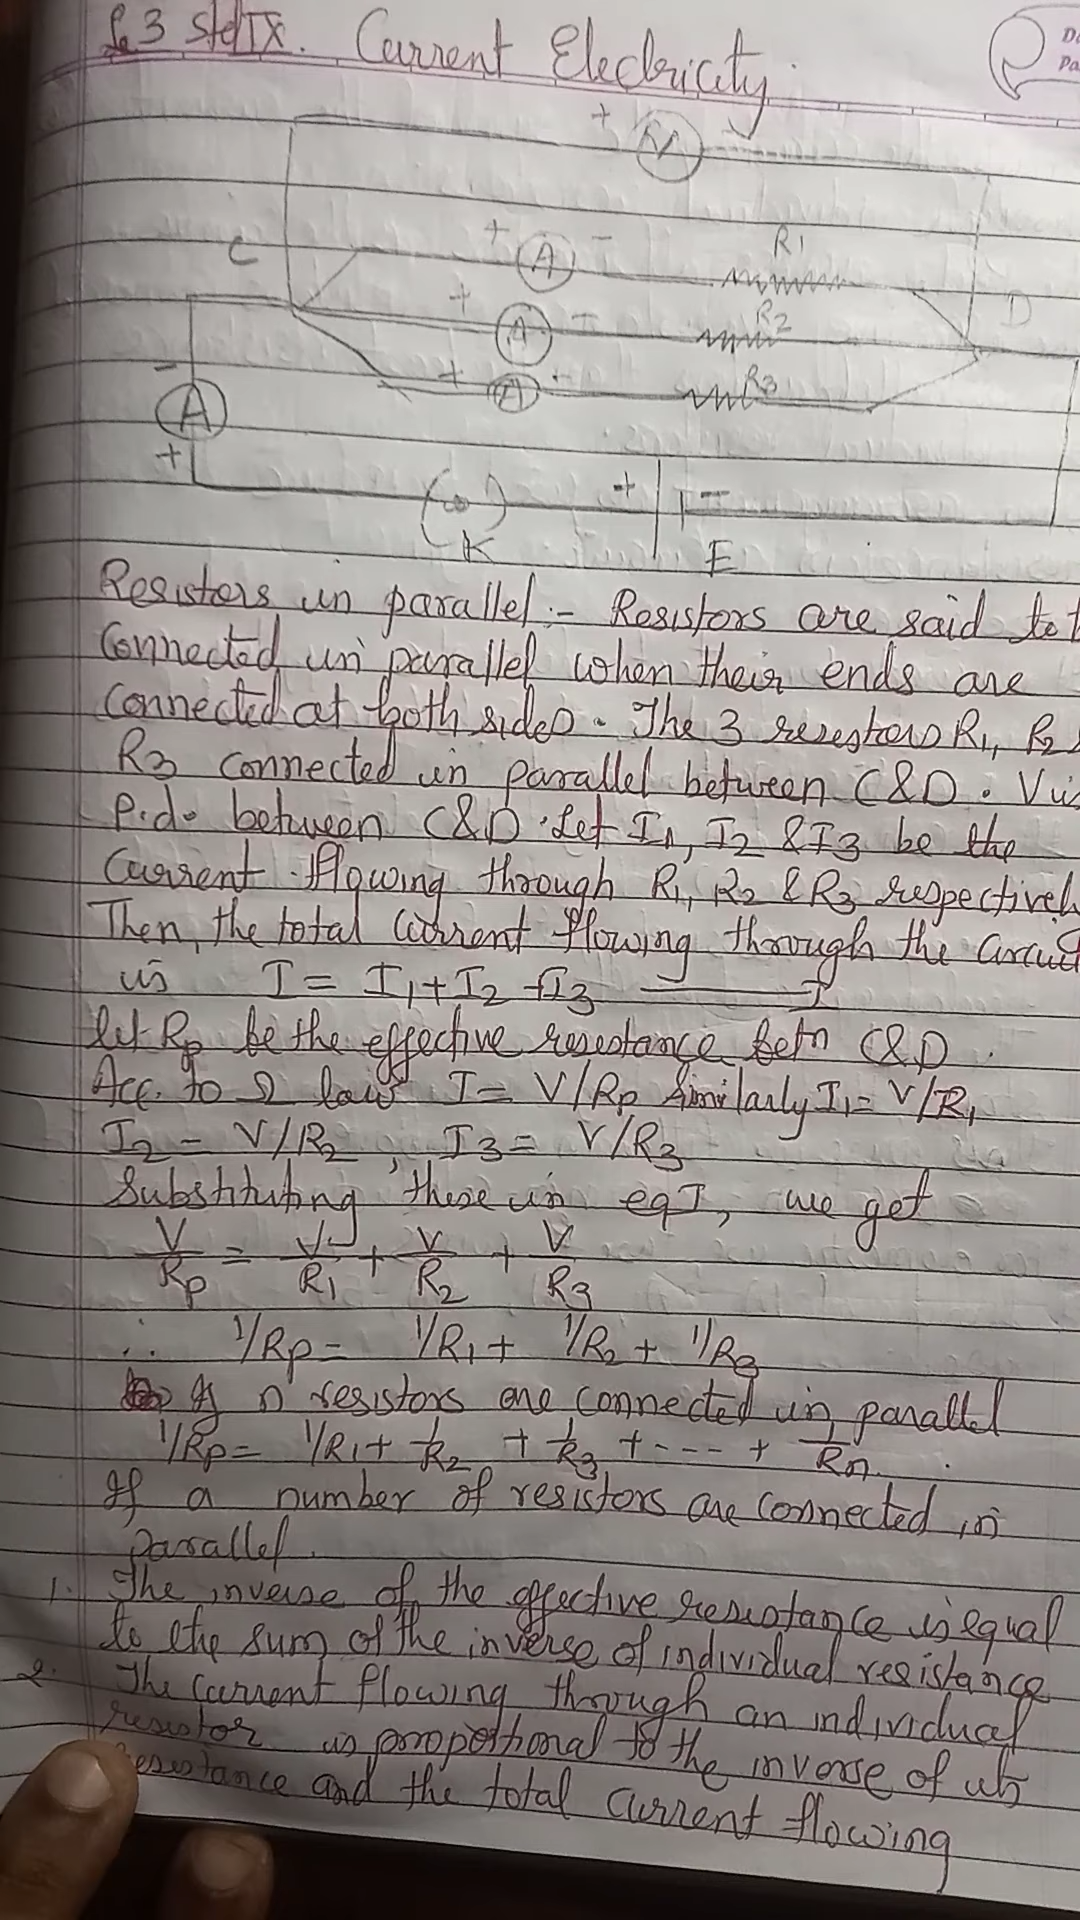 L 3 Std IX. Current Electricity
+ V -
C + A - R1
+ A - R2 D
+ A - R3
-
A
+
+ -
K E
Resistors in parallel :- Resistors are said to
Connected in parallel when their ends are
connected at both sides. The 3 resistors R1, R2
R3 connected in parallel between C&D. V is
P.d. between C&D. Let I1, I2 & I3 be the
Current flowing through R1, R2 & R3 respectivel
Then, the total current flowing through the circuit
is I = I1 + I2 + I3 I
let Rp be the effective resistance betn C&D.
Acc. to Ω law I = V/Rp Similarly I1 = V/R1
I2 = V/R2, I3 = V/R3
Substituting these in eq I, we get
V/Rp = V/R1 + V/R2 + V/R3
∴ 1/Rp = 1/R1 + 1/R2 + 1/R3
If n resistors are connected in parallel
1/Rp = 1/R1 + 1/R2 + 1/R3 + ---- + 1/Rn.
If a number of resistors are connected in
parallel.
1. The inverse of the effective resistance is equal
to the sum of the inverse of individual resistance
2. The current flowing through an individual
resistor is proportional to the inverse of its
resistance and the total current flowing